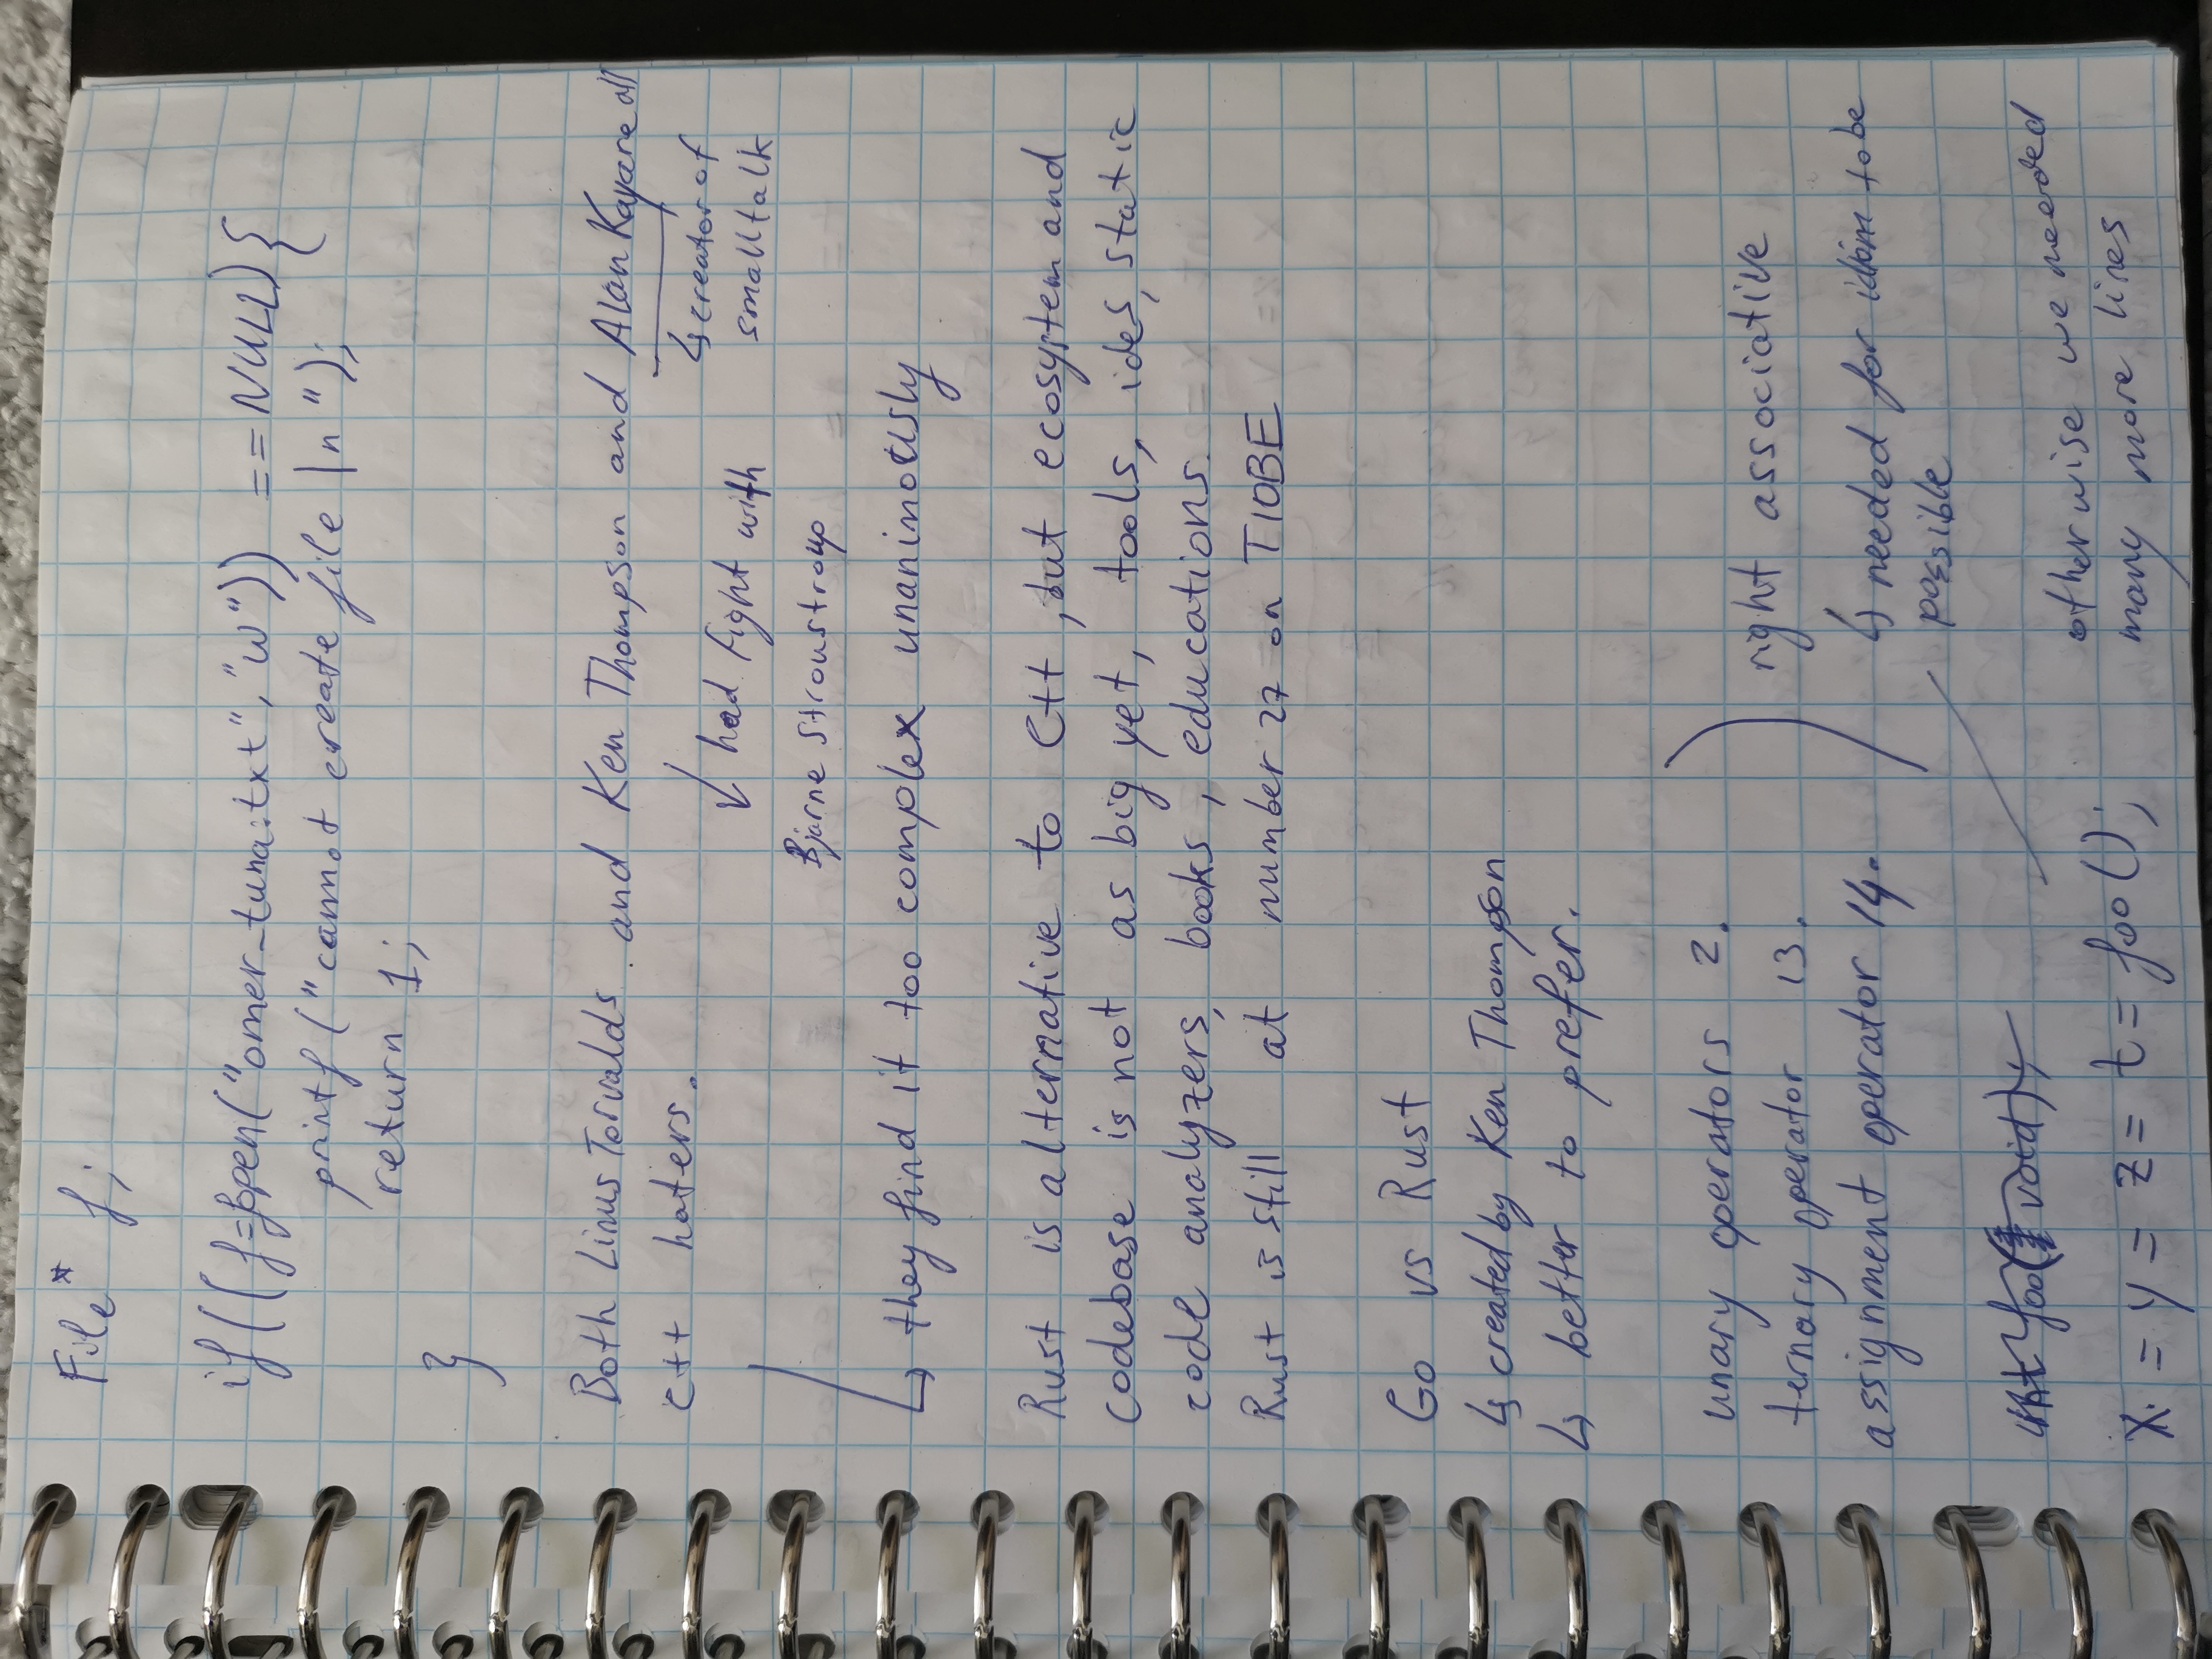 File* f;
if((f=fopen("omer_tuna.txt", "w")) == NULL){
printf("cannot create file \n");
return 1;
}
Both Linus Torvalds and Ken Thompson and Alan Kay are all
c++ haters.
↳ creator of
smalltalk
↓ had fight with
Bjarne Stroustroup
↳ they find it too complex unanimously
Rust is alternative to C++, but ecosystem and
codebase is not as big yet, tools, ides, static
code analyzers, books, educations.
Rust is still at number 27 on TIOBE
Go vs Rust
↳ created by Ken Thompson
↳ better to prefer.
unary operators 2.
ternary operator 13.
assignment operator 14.
right associative
↳ needed for idiom to be
possible
int foo(void);
x = y = z = t = foo();
otherwise we needed
many more lines